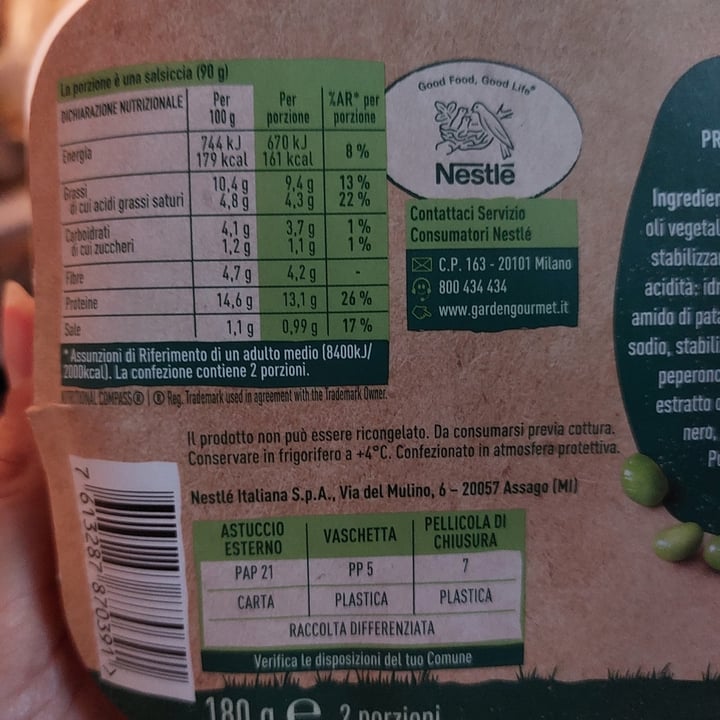 La porzione è una salsiccia (90 g)
DICHIARAZIONE NUTRIZIONALE Per 100 g Per porzione %AR* per porzione
Energia 744 kJ 179 kcal 670 kJ 161 kcal 8 %
Grassi 10,4 g 9,4 g 13 %
di cui acidi grassi saturi 4,8 g 4,3 g 22 %
Carboidrati 4,1 g 3,7 g 1 %
di cui zuccheri 1,2 g 1,1 g 1 %
Fibre 4,7 g 4,2 g -
Proteine 14,6 g 13,1 g 26 %
Sale 1,1 g 0,99 g 17 %
*Assunzioni di Riferimento di un adulto medio (8400kJ/
2000kcal). La confezione contiene 2 porzioni.
NUTRITIONAL COMPASS® | ® Reg. Trademark used in agreement with the Trademark Owner.
Good Food, Good Life®
Nestlé
Contattaci Servizio
Consumatori Nestlé
C.P. 163 - 20101 Milano
800 434 434
www.gardengourmet.it
PR
Ingredien
oli vegetal
stabilizza
acidità: idr
amido di pata
sodio, stabili
peperonc
estratto
nero,
Il prodotto non può essere ricongelato. Da consumarsi previa cottura.
Conservare in frigorifero a +4°C. Confezionato in atmosfera protettiva.
Nestlé Italiana S.p.A., Via del Mulino, 6 – 20057 Assago (MI)
ASTUCCIO ESTERNO VASCHETTA PELLICOLA DI CHIUSURA
PAP 21 PP 5 7
CARTA PLASTICA PLASTICA
RACCOLTA DIFFERENZIATA
Verifica le disposizioni del tuo Comune
7 613287 870391 >
180 g e 2 porzioni